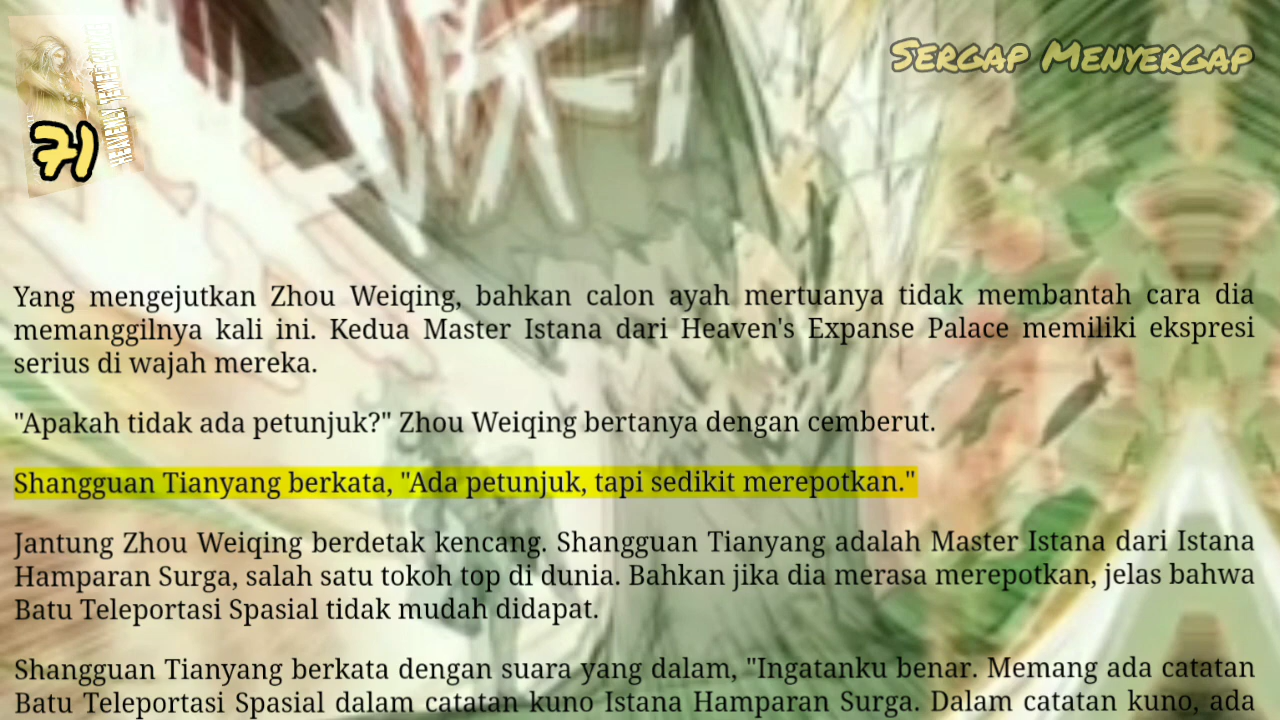 Sergap Menyergap
HEAVENLY JEWEL CHANGE
71
Yang mengejutkan Zhou Weiqing, bahkan calon ayah mertuanya tidak membantah cara dia
memanggilnya kali ini. Kedua Master Istana dari Heaven's Expanse Palace memiliki ekspresi
serius di wajah mereka.
"Apakah tidak ada petunjuk?" Zhou Weiqing bertanya dengan cemberut.
Shangguan Tianyang berkata, "Ada petunjuk, tapi sedikit merepotkan."
Jantung Zhou Weiqing berdetak kencang. Shangguan Tianyang adalah Master Istana dari Istana
Hamparan Surga, salah satu tokoh top di dunia. Bahkan jika dia merasa merepotkan, jelas bahwa
Batu Teleportasi Spasial tidak mudah didapat.
Shangguan Tianyang berkata dengan suara yang dalam, "Ingatanku benar. Memang ada catatan
Batu Teleportasi Spasial dalam catatan kuno Istana Hamparan Surga. Dalam catatan kuno, ada